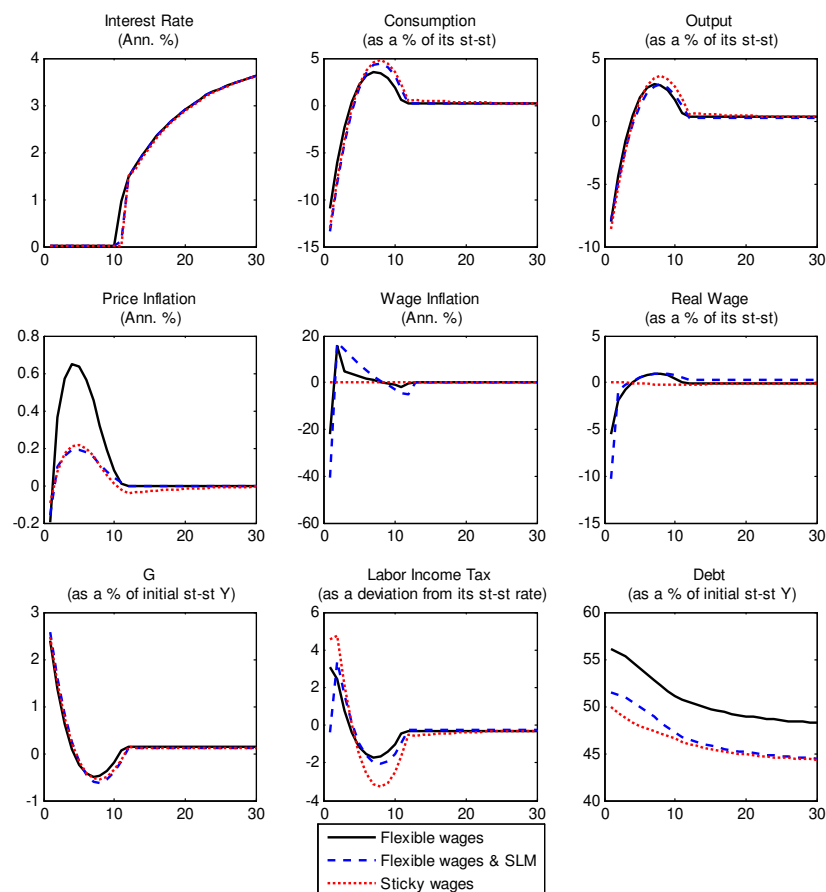 Interest Rate
(Ann. %)
Consumption
(as a % of its st-st)
Output
(as a % of its st-st)
4
3
2
1
0
0 10 20 30
5
0
-5
-10
-15
0 10 20 30
5
0
-5
-10
0 10 20 30
Price Inflation
(Ann. %)
Wage Inflation
(Ann. %)
Real Wage
(as a % of its st-st)
0.8
0.6
0.4
0.2
0
-0.2
0 10 20 30
20
0
-20
-40
-60
0 10 20 30
5
0
-5
-10
-15
0 10 20 30
G
(as a % of initial st-st Y)
Labor Income Tax
(as a deviation from its st-st rate)
Debt
(as a % of initial st-st Y)
3
2
1
0
-1
0 10 20 30
6
4
2
0
-2
-4
0 10 20 30
60
55
50
45
40
0 10 20 30
Flexible wages
Flexible wages & SLM
Sticky wages